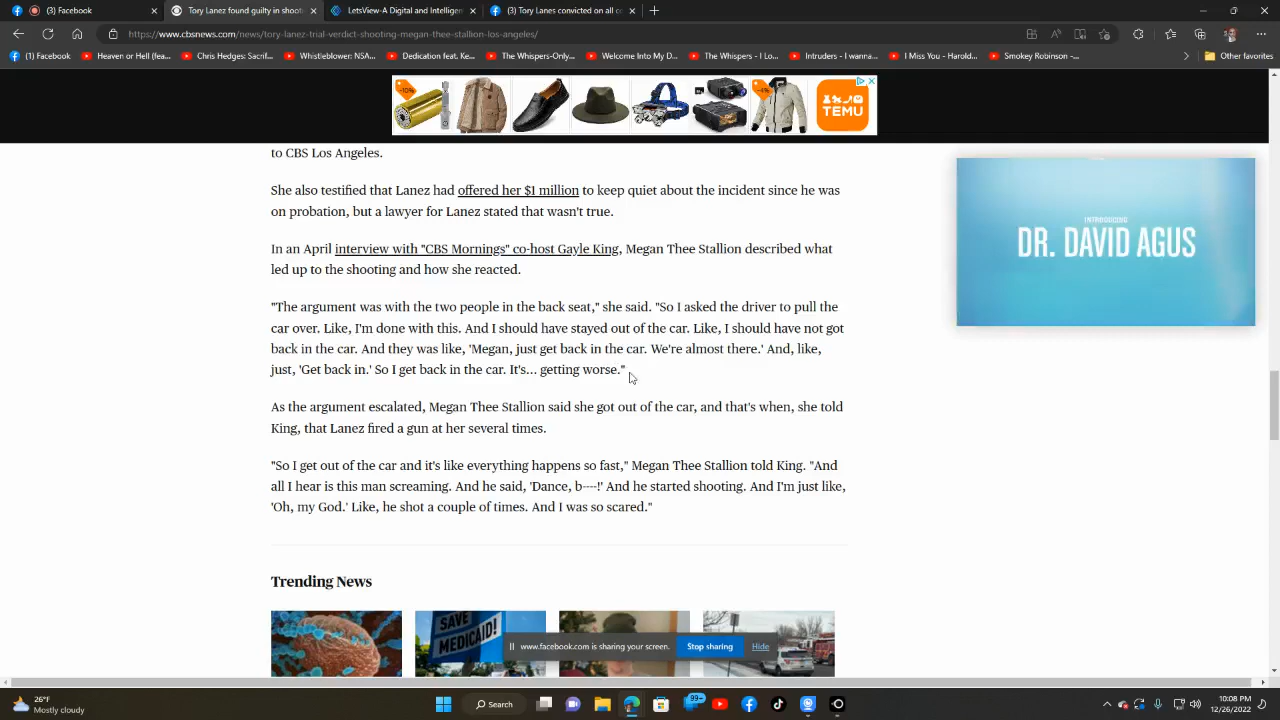 (3) Facebook
Tory Lanez found guilty in shooti
LetsView-A Digital and Intelligen
(3) Tory Lanez convicted on all co
https://www.cbsnews.com/news/tory-lanez-trial-verdict-shooting-megan-thee-stallion-los-angeles/
(1) Facebook
Heaven or Hell (fea...
Chris Hedges: Sacrif...
Whistleblower: NSA...
Dedication feat. Ke...
The Whispers-Only...
Welcome Into My D...
The Whispers - I Lo...
Intruders - I wanna...
I Miss You - Harold...
Smokey Robinson -...
Other favorites
-10%
-4%
TEMU
to CBS Los Angeles.
She also testified that Lanez had offered her $1 million to keep quiet about the incident since he was
on probation, but a lawyer for Lanez stated that wasn't true.
In an April interview with "CBS Mornings" co-host Gayle King, Megan Thee Stallion described what
led up to the shooting and how she reacted.
"The argument was with the two people in the back seat," she said. "So I asked the driver to pull the
car over. Like, I'm done with this. And I should have stayed out of the car. Like, I should have not got
back in the car. And they was like, 'Megan, just get back in the car. We're almost there.' And, like,
just, 'Get back in.' So I get back in the car. It's... getting worse."
As the argument escalated, Megan Thee Stallion said she got out of the car, and that's when, she told
King, that Lanez fired a gun at her several times.
"So I get out of the car and it's like everything happens so fast," Megan Thee Stallion told King. "And
all I hear is this man screaming. And he said, 'Dance, b----!' And he started shooting. And I'm just like,
'Oh, my God.' Like, he shot a couple of times. And I was so scared."
INTRODUCING
DR. DAVID AGUS
Trending News
SAVE
MEDICAID!
www.facebook.com is sharing your screen.
Stop sharing
Hide
26°F
Mostly cloudy
Search
99+
10:08 PM
12/26/2022